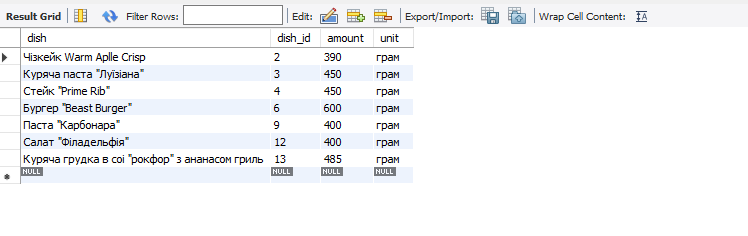 Result Grid Filter Rows: Edit: Export/Import: Wrap Cell Content: IA
dish dish_id amount unit
Чізкейк Warm Aplle Crisp 2 390 грам
Куряча паста "Луїзіана" 3 450 грам
Стейк "Prime Rib" 4 450 грам
Бургер "Beast Burger" 6 600 грам
Паста "Карбонара" 9 400 грам
Салат "Філадельфія" 12 400 грам
Куряча грудка в соі "рокфор" з ананасом гриль 13 485 грам
NULL NULL NULL NULL